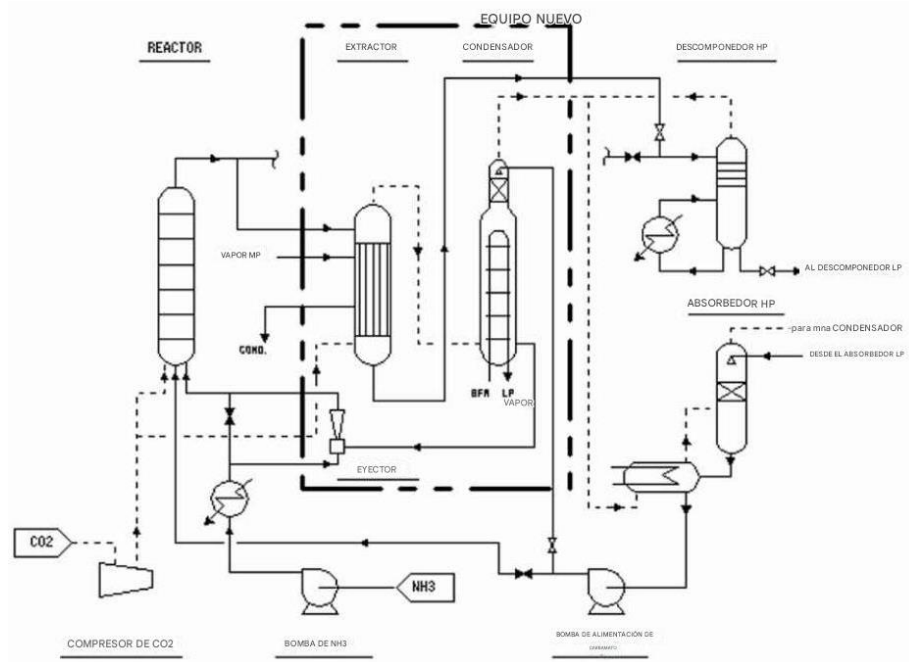 EQUIPO NUEVO
REACTOR
EXTRACTOR
CONDENSADOR
DESCOMPONEDOR HP
VAPOR MP
COND.
AL DESCOMPONEDOR LP
ABSORBEDOR HP
para mna CONDENSADOR
DESDE EL ABSORBEDOR LP
BFW LP
VAPOR
EYECTOR
CO2
NH3
COMPRESOR DE CO2
BOMBA DE NH3
BOMBA DE ALIMENTACIÓN DE